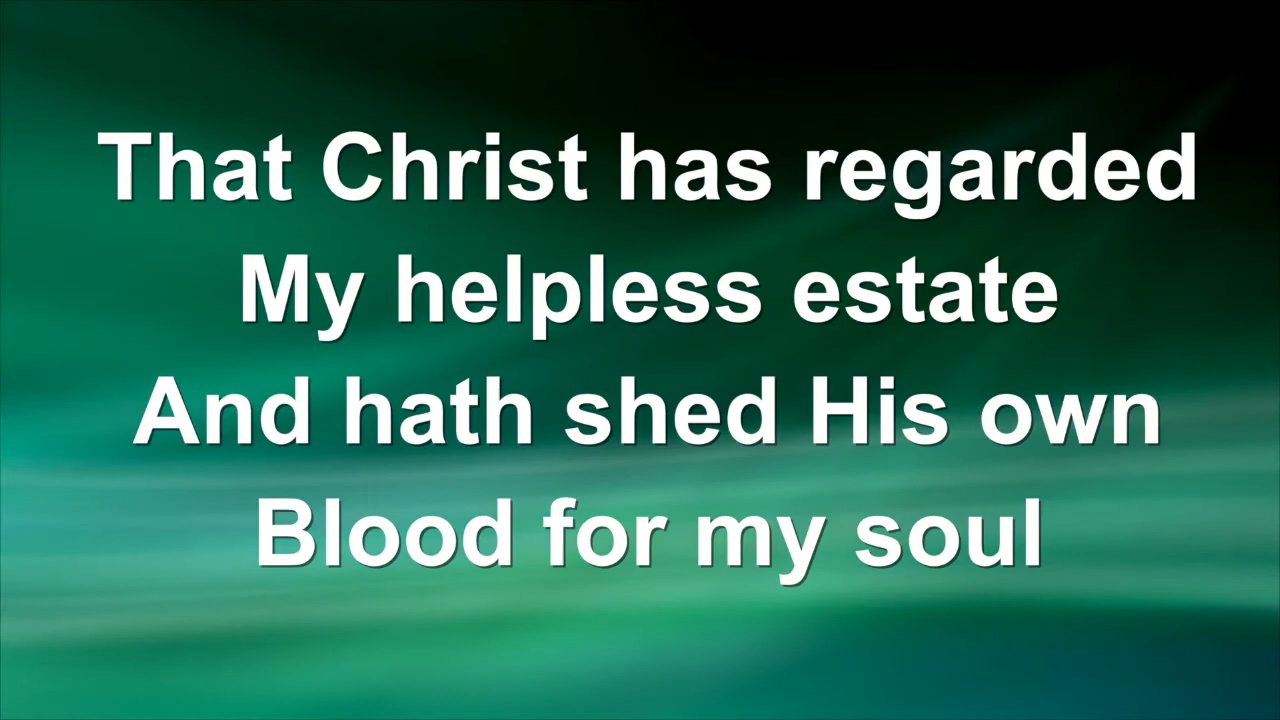 That Christ has regarded
My helpless estate
And hath shed His own
Blood for my soul